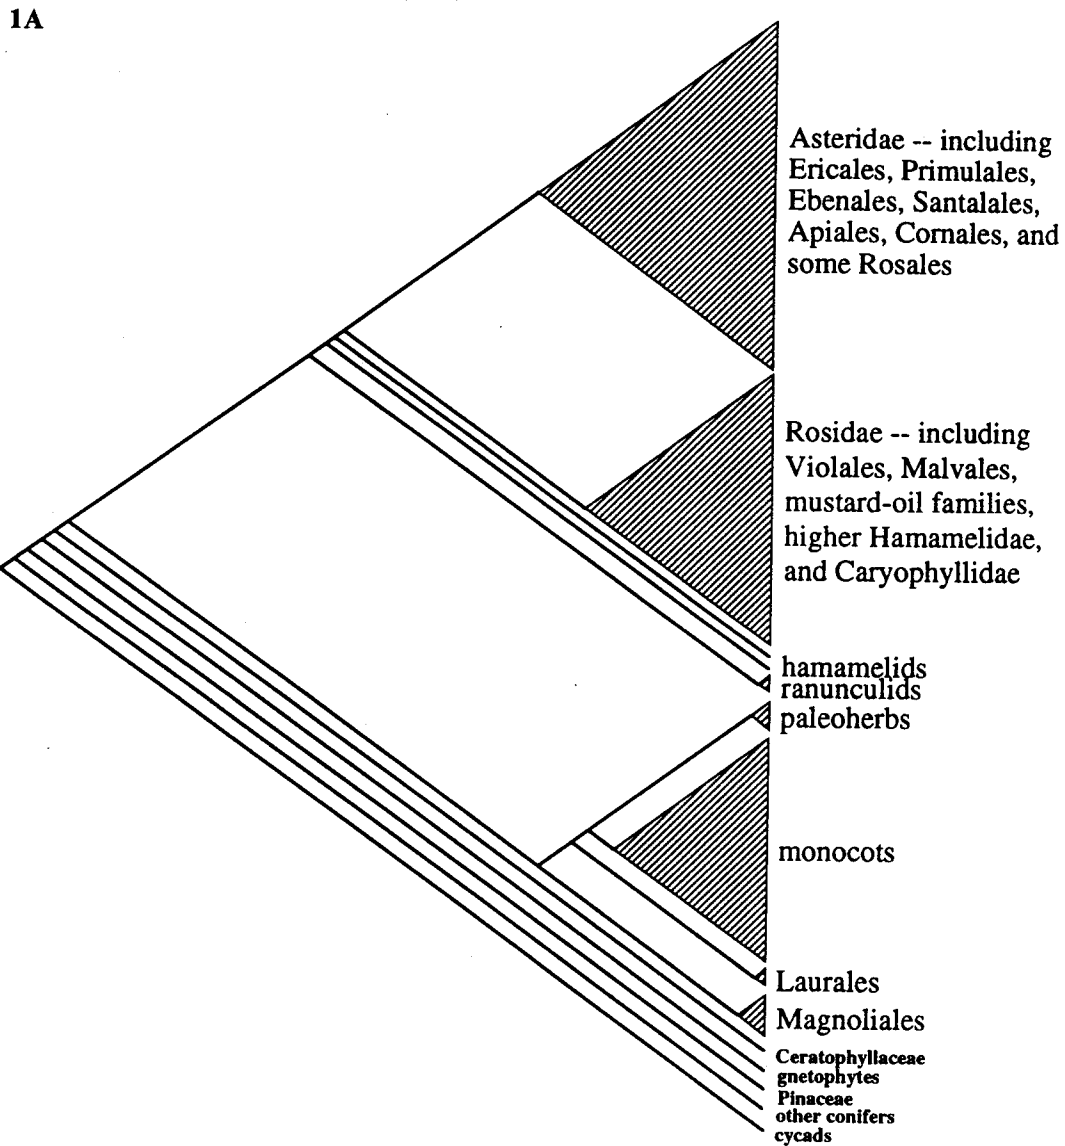 1A
Asteridae -- including
Ericales, Primulales,
Ebenales, Santalales,
Apiales, Cornales, and
some Rosales
Rosidae -- including
Violales, Malvales,
mustard-oil families,
higher Hamamelidae,
and Caryophyllidae
hamamelids
ranunculids
paleoherbs
monocots
Laurales
Magnoliales
Ceratophyllaceae
gnetophytes
Pinaceae
other conifers
cycads